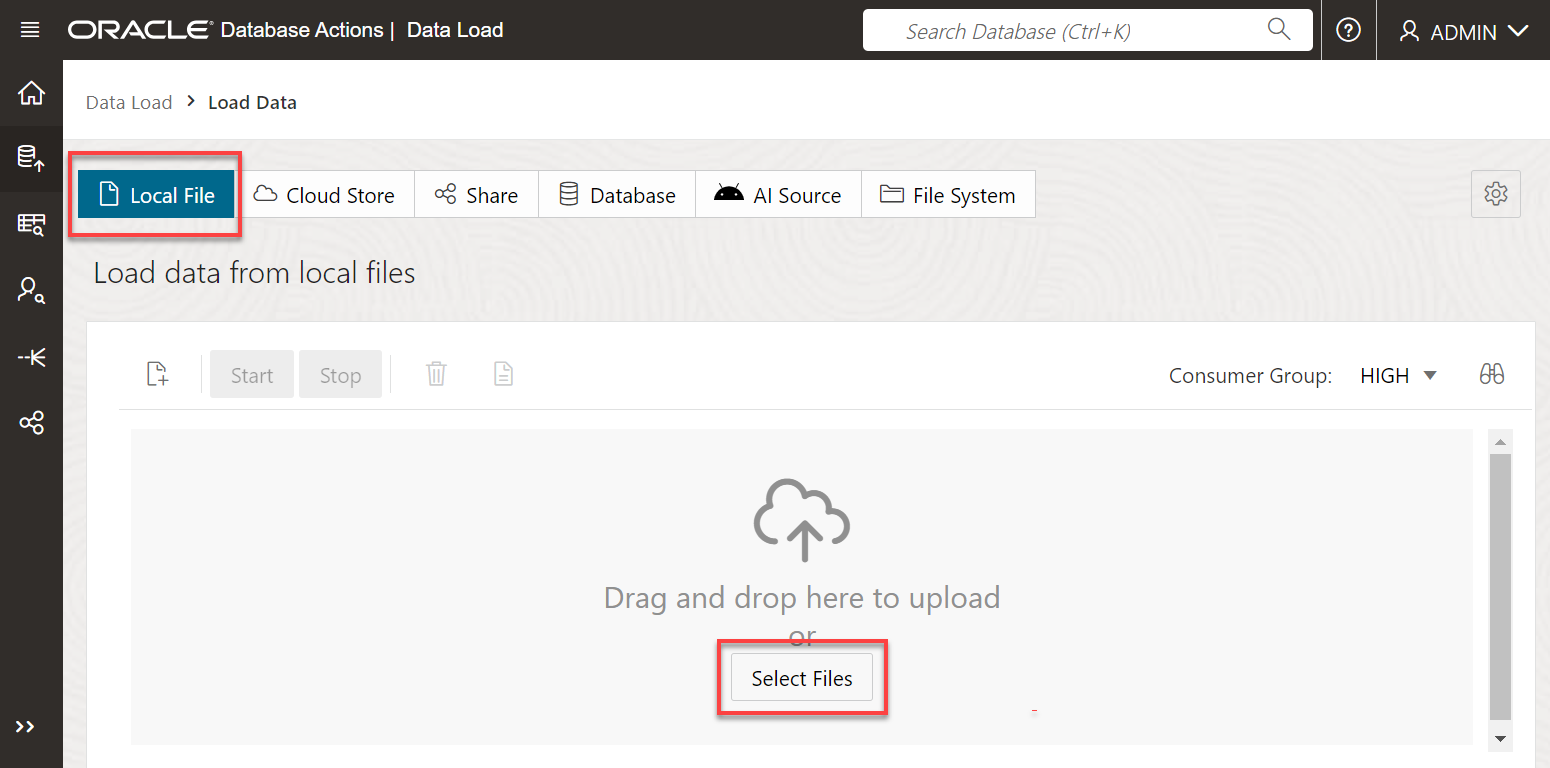 ORACLE Database Actions | Data Load
Search Database (Ctrl+K)
ADMIN
Data Load > Load Data
Local File
Cloud Store
Share
Database
AI Source
File System
Load data from local files
Start
Stop
Consumer Group: HIGH
Drag and drop here to upload
or
Select Files